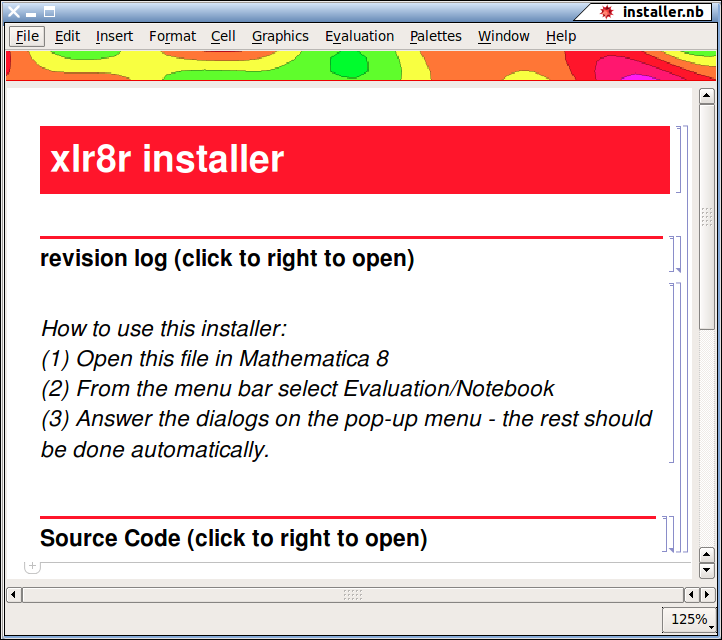 installer.nb
File Edit Insert Format Cell Graphics Evaluation Palettes Window Help
xlr8r installer
revision log (click to right to open)
How to use this installer:
(1) Open this file in Mathematica 8
(2) From the menu bar select Evaluation/Notebook
(3) Answer the dialogs on the pop-up menu - the rest should
be done automatically.
Source Code (click to right to open)
125%